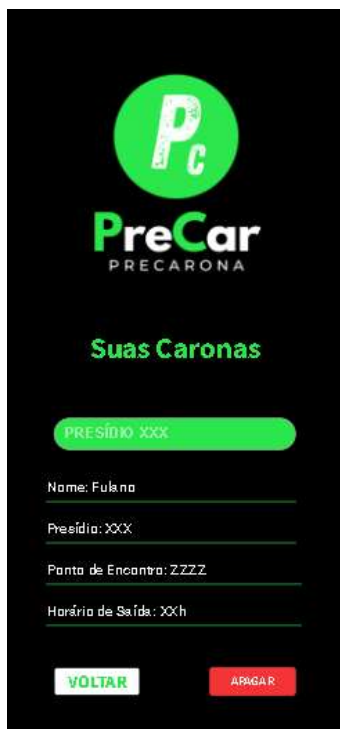 Pc
PreCar
PRECARONA
Suas Caronas
PRESÍDIO XXX
Nome: Fulano
Presídio: XXX
Ponto de Encontro: ZZZZ
Horário de Saída: XXh
VOLTAR
APAGAR